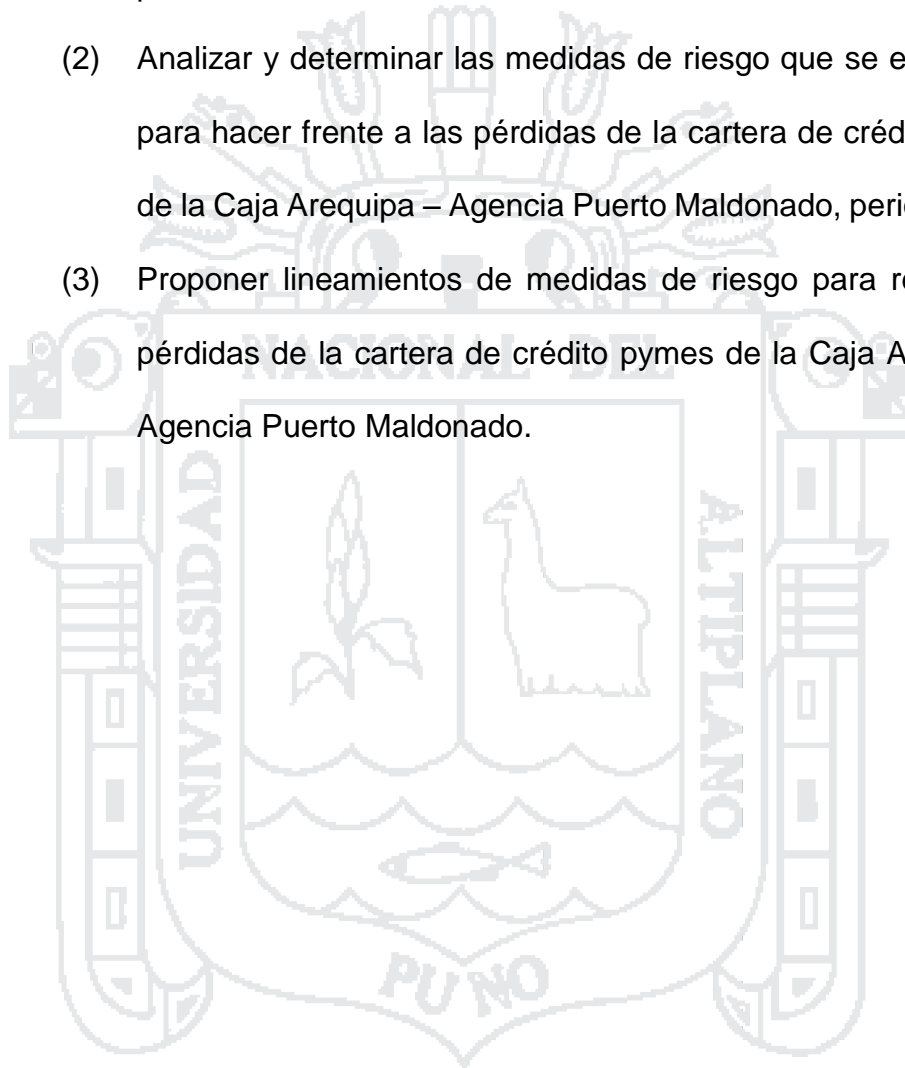 (2) Analizar y determinar las medidas de riesgo que se
para hacer frente a las pérdidas de la cartera de
de la Caja Arequipa – Agencia Puerto Maldonado,
(3) Proponer lineamientos de medidas de riesgo para
pérdidas de la cartera de crédito pymes de la Caja
Agencia Puerto Maldonado.
NACIONAL DEL
UNIVERSIDAD
ALTIPLANO
PUNO